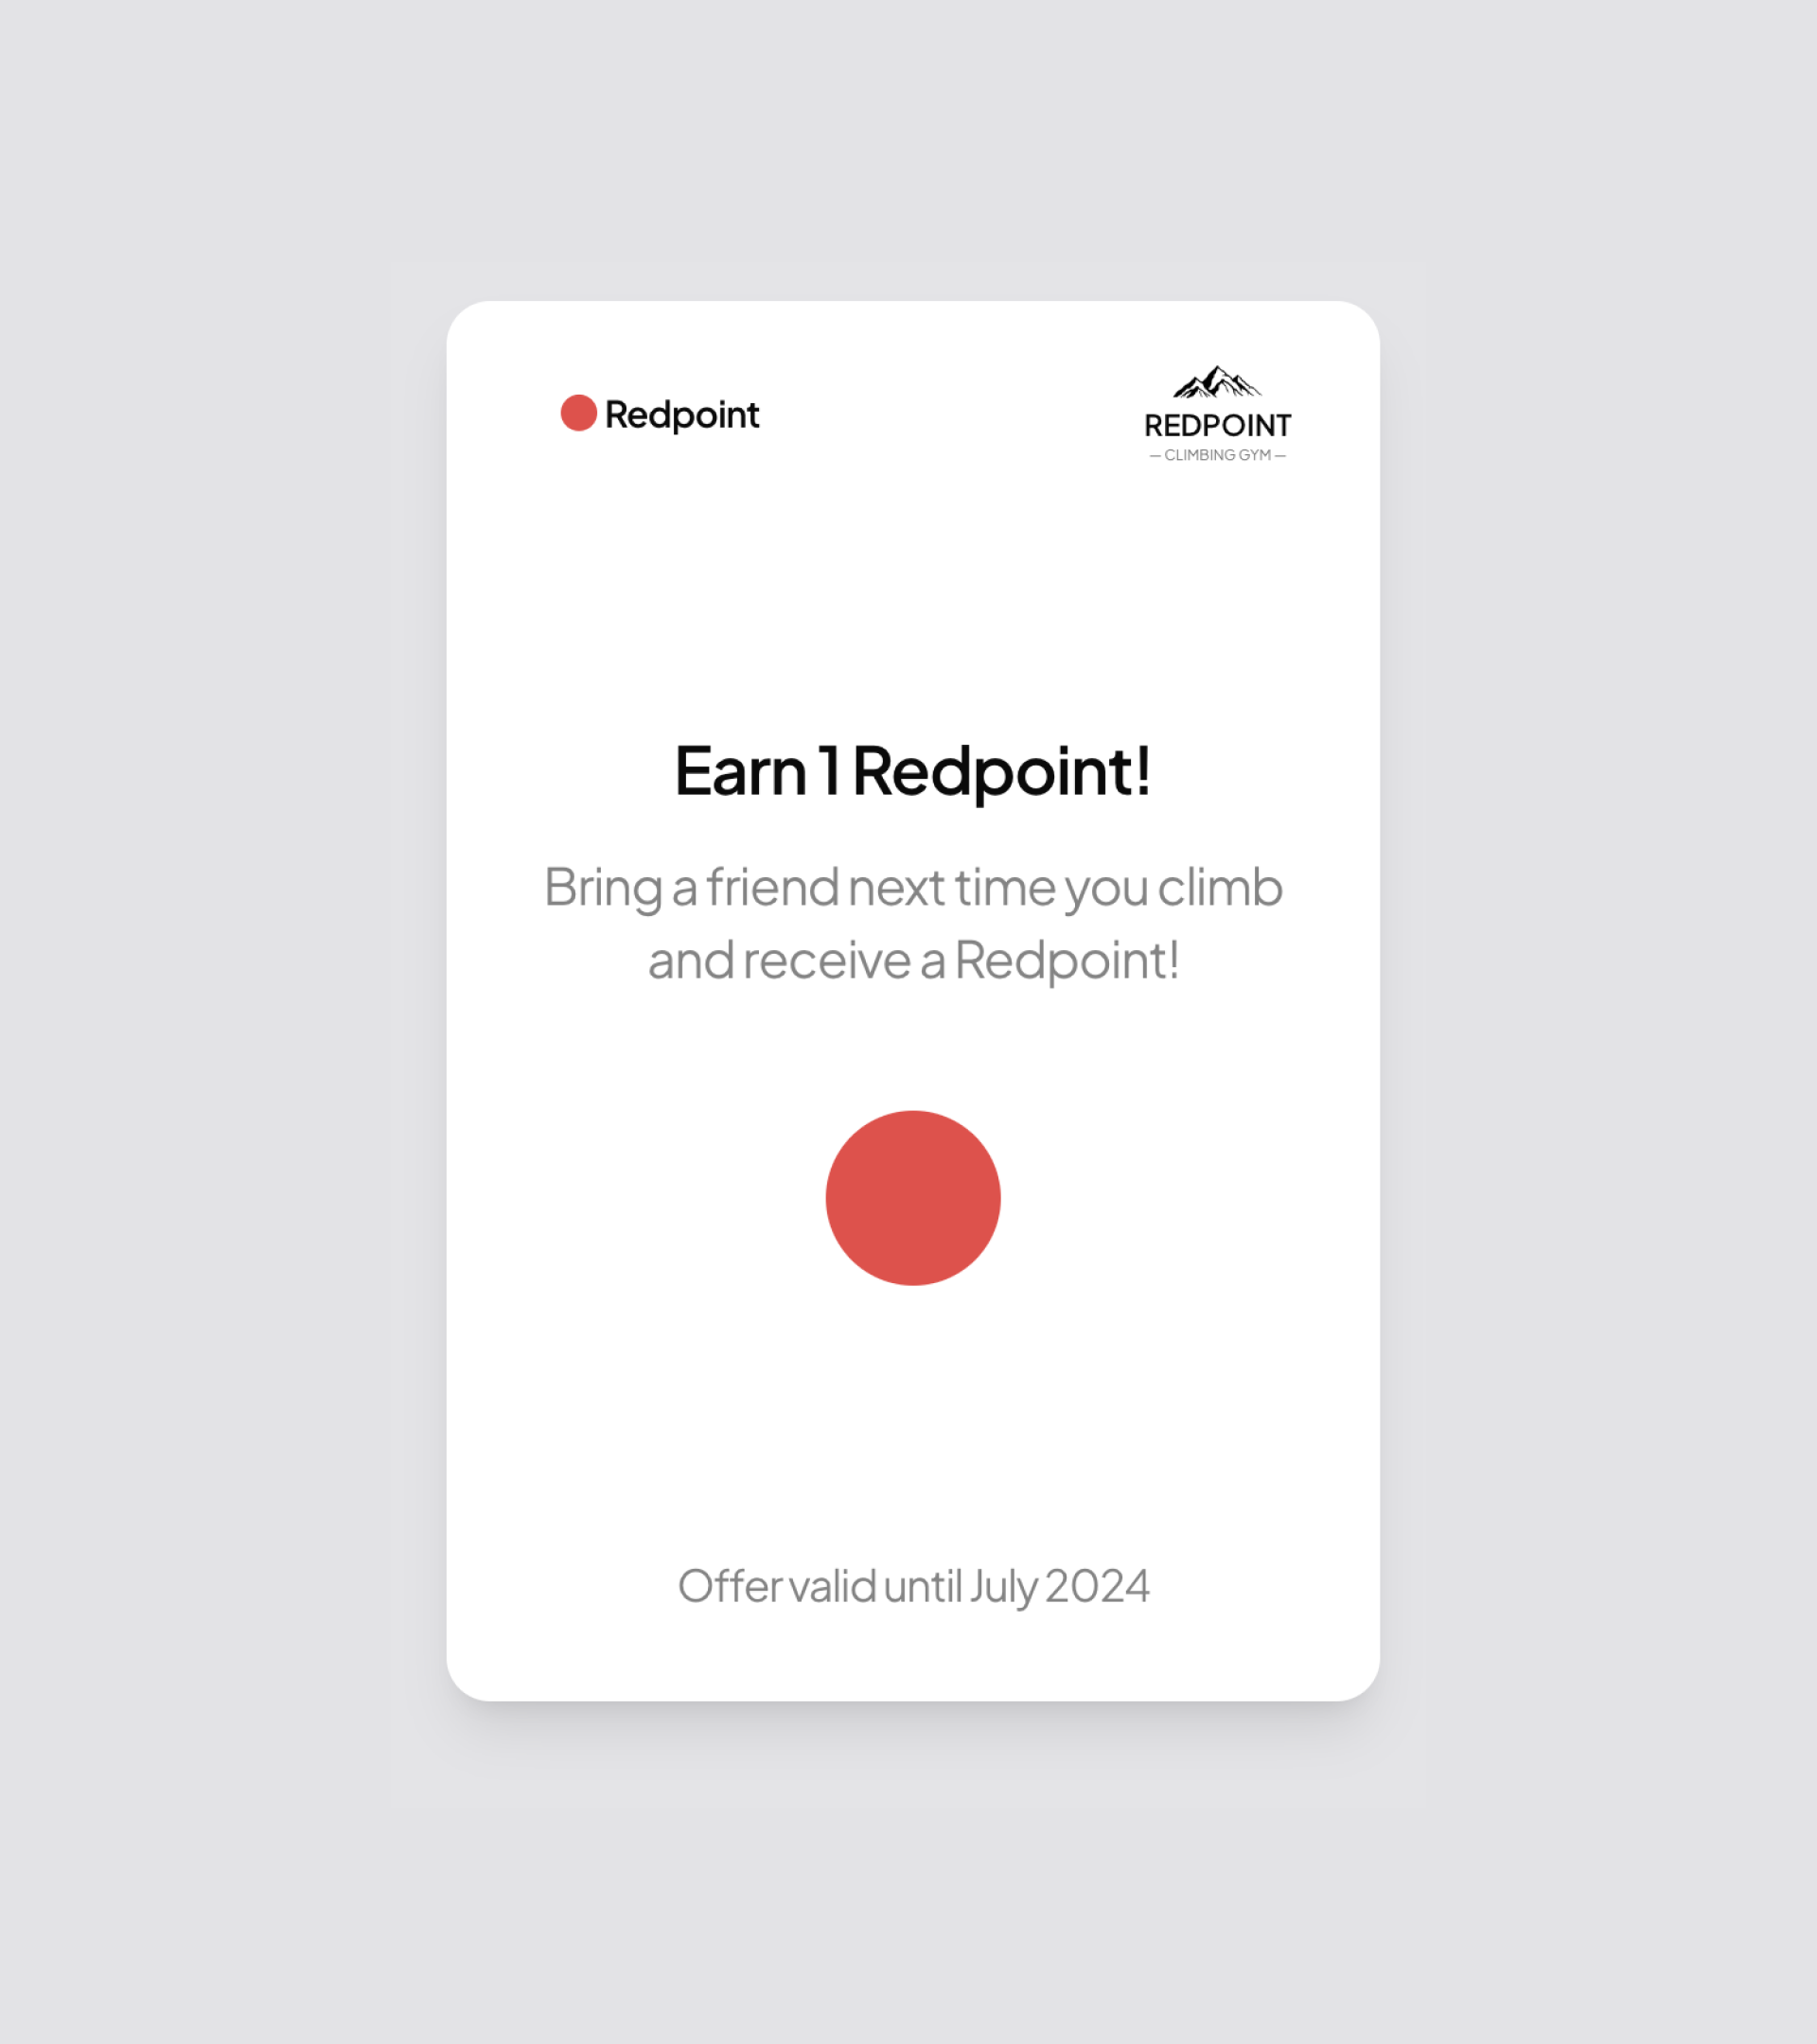 Redpoint
REDPOINT
— CLIMBING GYM —
Earn 1 Redpoint!
Bring a friend next time you climb
and receive a Redpoint!
Offer valid until July 2024